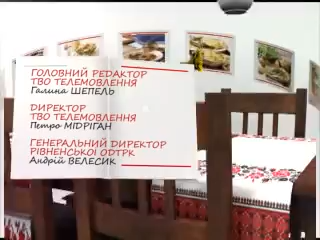 ГОЛОВНИЙ РЕДАКТОР
ТВО ТЕЛЕМОВЛЕННЯ
Галина ШЕПЕЛЬ
ДИРЕКТОР
ТВО ТЕЛЕМОВЛЕННЯ
Петро МІДРІГАН
ГЕНЕРАЛЬНИЙ ДИРЕКТОР
РІВНЕНСЬКОЇ ОДТРК
Андрій ВЕЛЕСИК